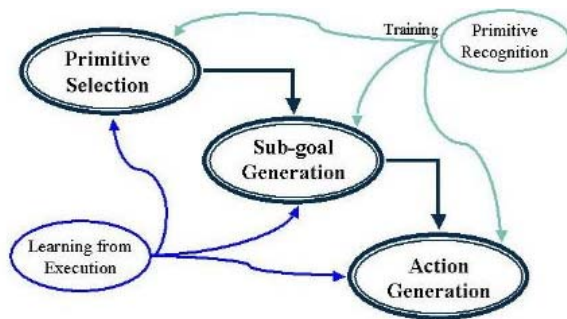 Training
Primitive
Recognition
Primitive
Selection
Sub-goal
Generation
Learning from
Execution
Action
Generation